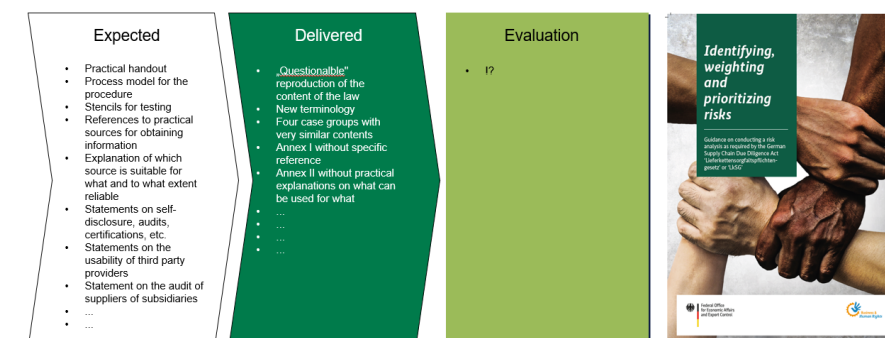 Expected
• Practical handout
• Process model for the
procedure
• Stencils for testing
• References to practical
sources for obtaining
information
• Explanation of which
source is suitable for
what and to what extent
reliable
• Statements on self-
disclosure, audits,
certifications, etc.
• Statements on the
usability of third party
providers
• Statement on the audit of
suppliers of subsidiaries
• ...
• ...
Delivered
• „Questionalble"
reproduction of the
content of the law
• New terminology
• Four case groups with
very similar contents
• Annex I without specific
reference
• Annex II without practical
explanations on what can
be used for what
• ...
• ...
• ...
• ...
Evaluation
• !?
Identifying,
weighting
and
prioritizing
risks
Guidance on conducting a risk
analysis as required by the German
Supply Chain Due Diligence Act
'Lieferkettensorgfaltspflichten-
gesetz' or 'LkSG'
Federal Office
for Economic Affairs
and Export Control
Business &
Human Rights